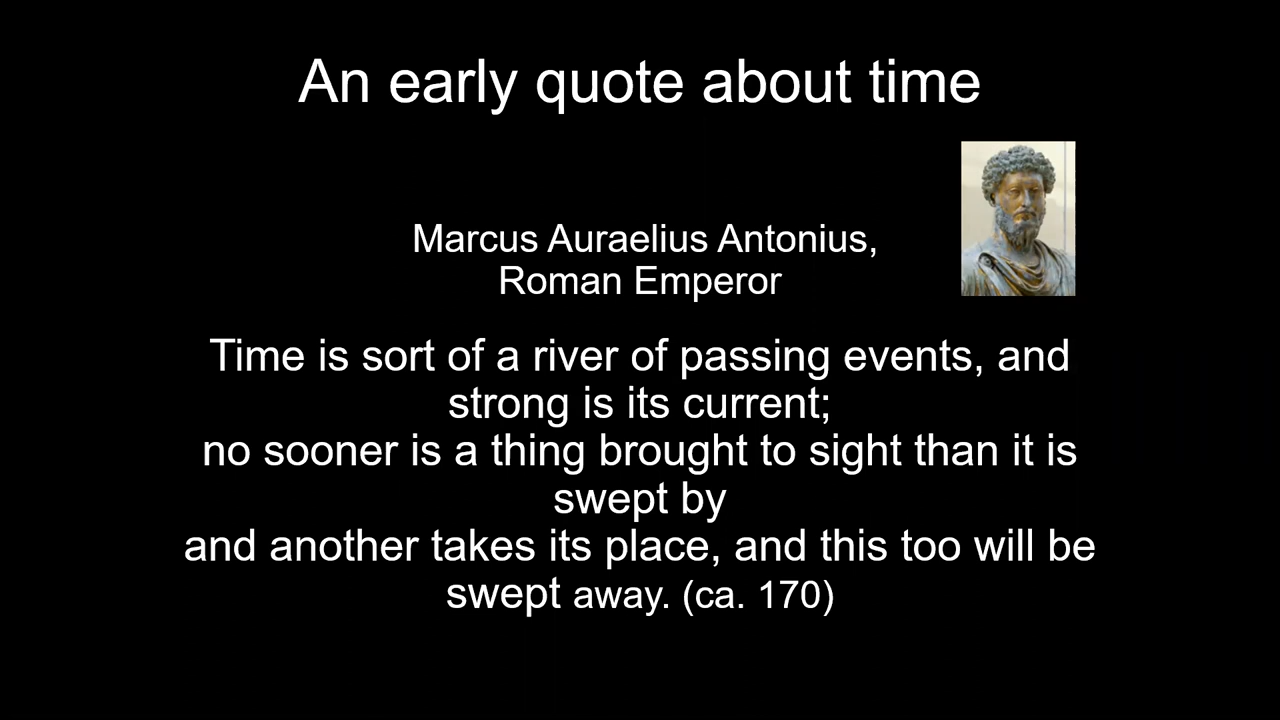 An early quote about time
Marcus Auraelius Antonius,
Roman Emperor
Time is sort of a river of passing events, and
strong is its current;
no sooner is a thing brought to sight than it is
swept by
and another takes its place, and this too will be
swept away. (ca. 170)